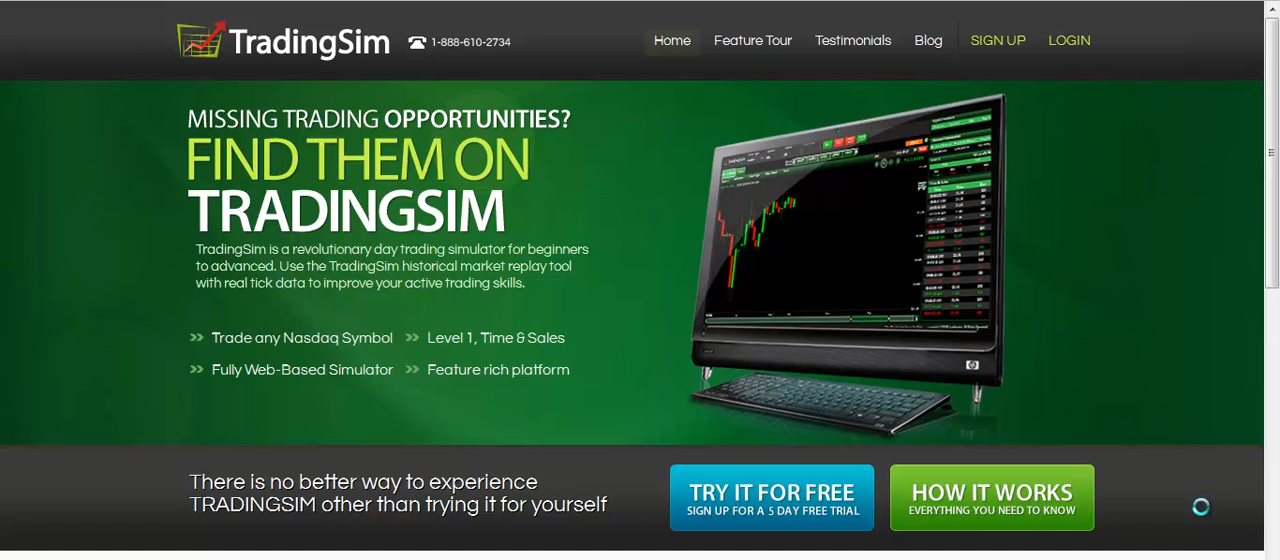 TradingSim
1-888-610-2734
Home
Feature Tour
Testimonials
Blog
SIGN UP
LOGIN
MISSING TRADING OPPORTUNITIES?
FIND THEM ON
TRADINGSIM
TradingSim is a revolutionary day trading simulator for beginners
to advanced. Use the TradingSim historical market replay tool
with real tick data to improve your active trading skills.
Trade any Nasdaq Symbol
Level 1, Time & Sales
Fully Web-Based Simulator
Feature rich platform
hp
There is no better way to experience
TRADINGSIM other than trying it for yourself
TRY IT FOR FREE
SIGN UP FOR A 5 DAY FREE TRIAL
HOW IT WORKS
EVERYTHING YOU NEED TO KNOW